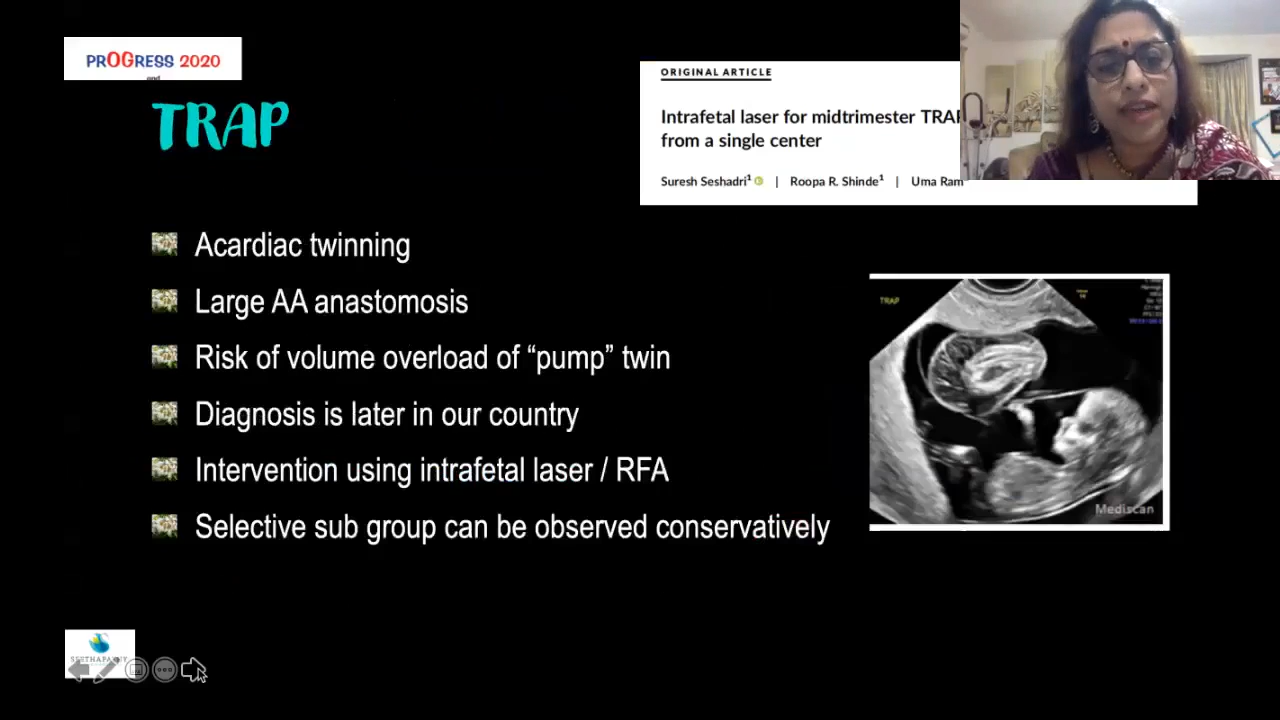 PROGRESS 2020
and
TRAP
ORIGINAL ARTICLE
Intrafetal laser for midtrimester TRAP
from a single center
Suresh Seshadri¹ | Roopa R. Shinde¹ | Uma Ram
Acardiac twinning
Large AA anastomosis
Risk of volume overload of “pump” twin
Diagnosis is later in our country
Intervention using intrafetal laser / RFA
Selective sub group can be observed conservatively
TRAP
Mediscan